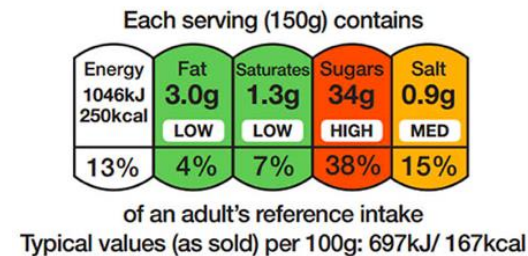 Each serving (150g) contains
Energy Fat Saturates Sugars Salt
1046kJ 250kcal 3.0g 1.3g 34g 0.9g
LOW LOW HIGH MED
13% 4% 7% 38% 15%
of an adult's reference intake
Typical values (as sold) per 100g: 697kJ/ 167kcal